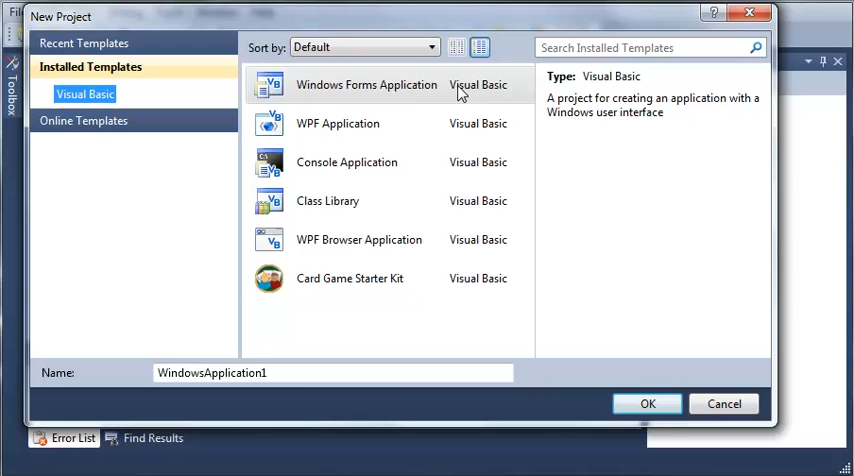 New Project
Recent Templates
Installed Templates
Visual Basic
Online Templates
Sort by: Default
Search Installed Templates
Windows Forms Application Visual Basic
WPF Application Visual Basic
Console Application Visual Basic
Class Library Visual Basic
WPF Browser Application Visual Basic
Card Game Starter Kit Visual Basic
Type: Visual Basic
A project for creating an application with a
Windows user interface
Name: WindowsApplication1
OK Cancel
Toolbox
Error List Find Results